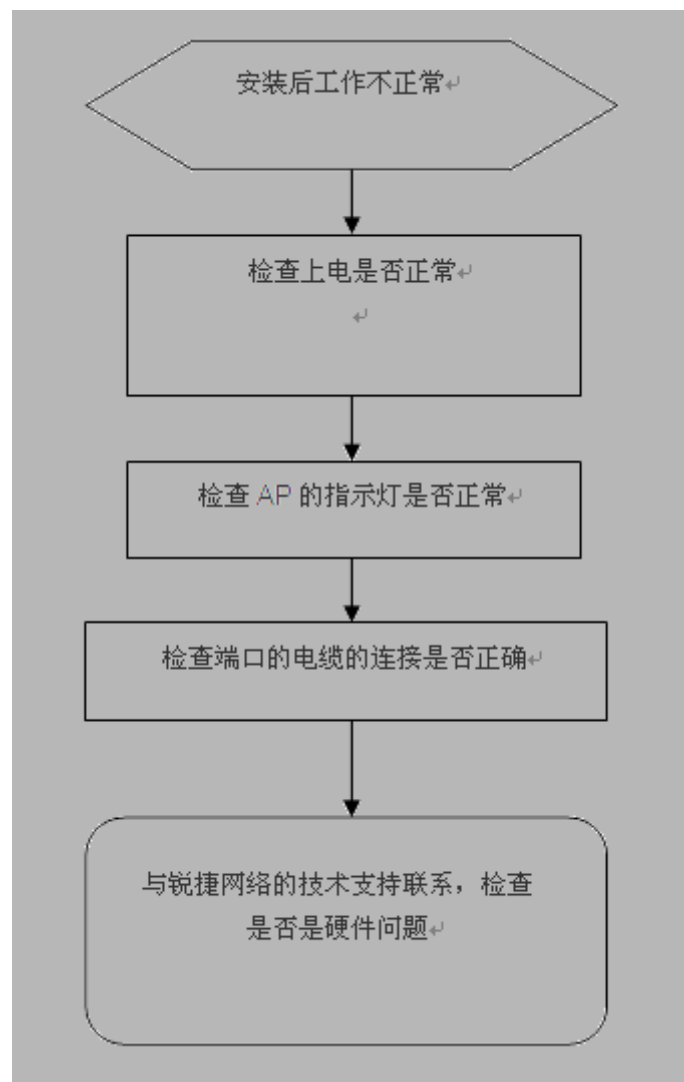 安装后工作不正常
检查上电是否正常
检查 AP 的指示灯是否正常
检查端口的电缆的连接是否正确
与锐捷网络的技术支持联系，检查
是否是硬件问题